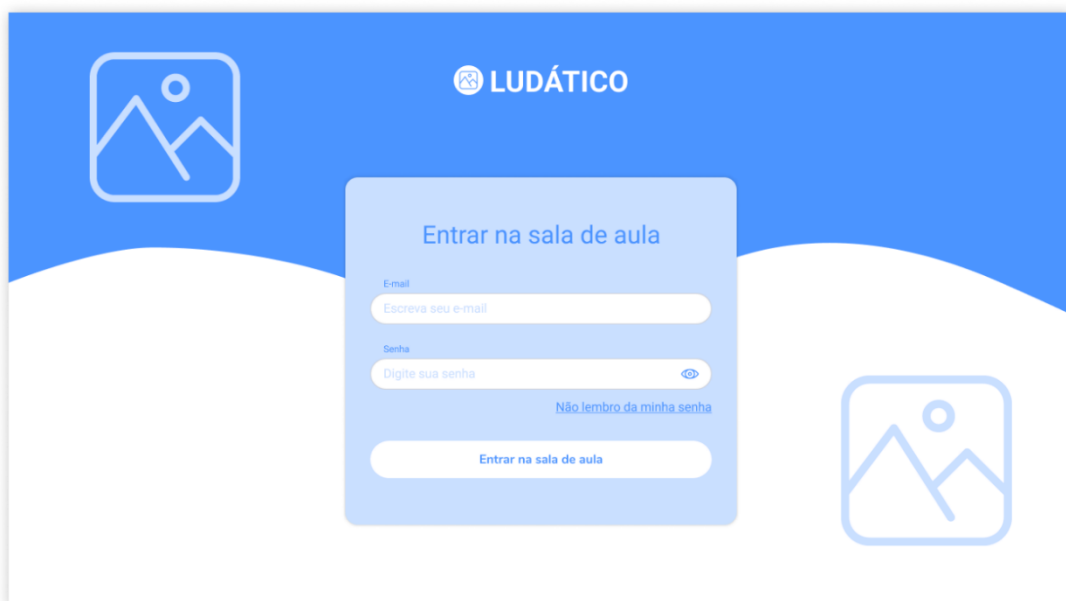 LUDÁTICO
Entrar na sala de aula
E-mail
Escreva seu e-mail
Senha
Digite sua senha
Não lembro da minha senha
Entrar na sala de aula